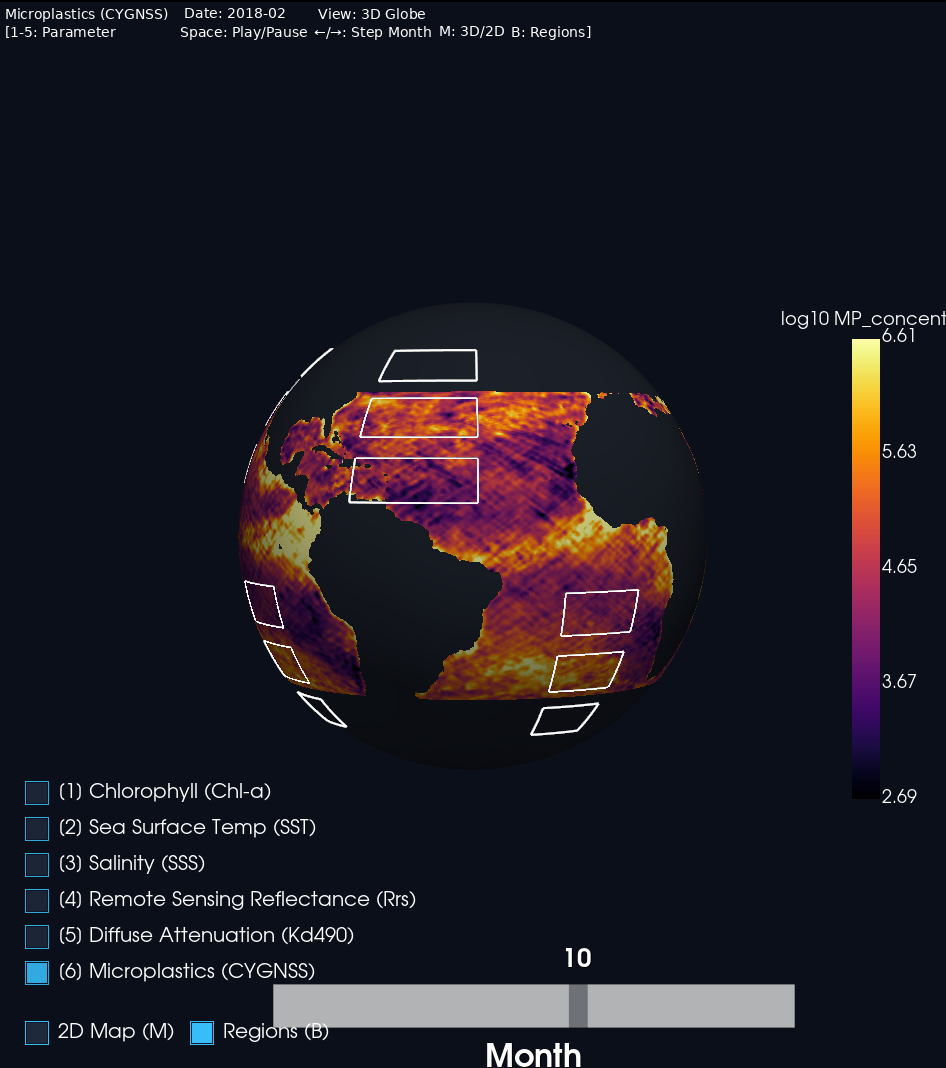 Microplastics (CYGNSS) Date: 2018-02 View: 3D Globe
[1-5: Parameter Space: Play/Pause ←/→: Step Month M: 3D/2D B: Regions]
log10 MP_concent
6.61
5.63
4.65
3.67
2.69
[1] Chlorophyll (Chl-a)
[2] Sea Surface Temp (SST)
[3] Salinity (SSS)
[4] Remote Sensing Reflectance (Rrs)
[5] Diffuse Attenuation (Kd490)
[6] Microplastics (CYGNSS)
10
2D Map (M) Regions (B)
Month